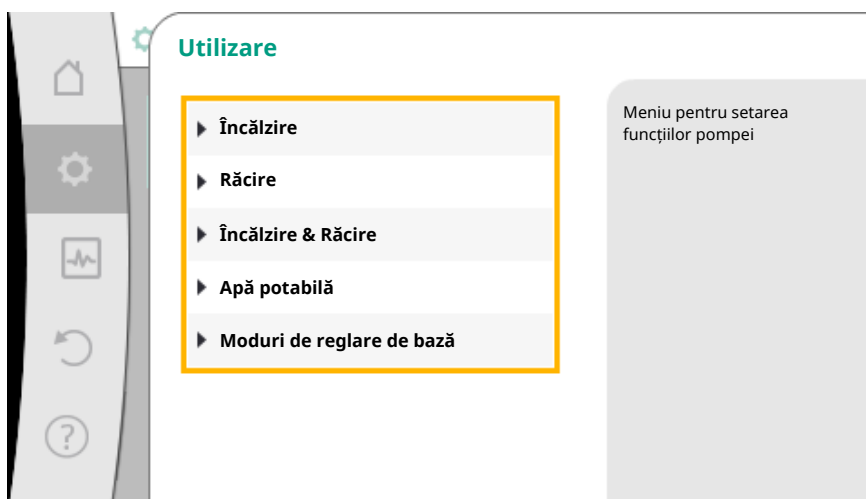 Utilizare
Încălzire
Răcire
Încălzire & Răcire
Apă potabilă
Moduri de reglare de bază
Meniu pentru setarea
funcțiilor pompei
?